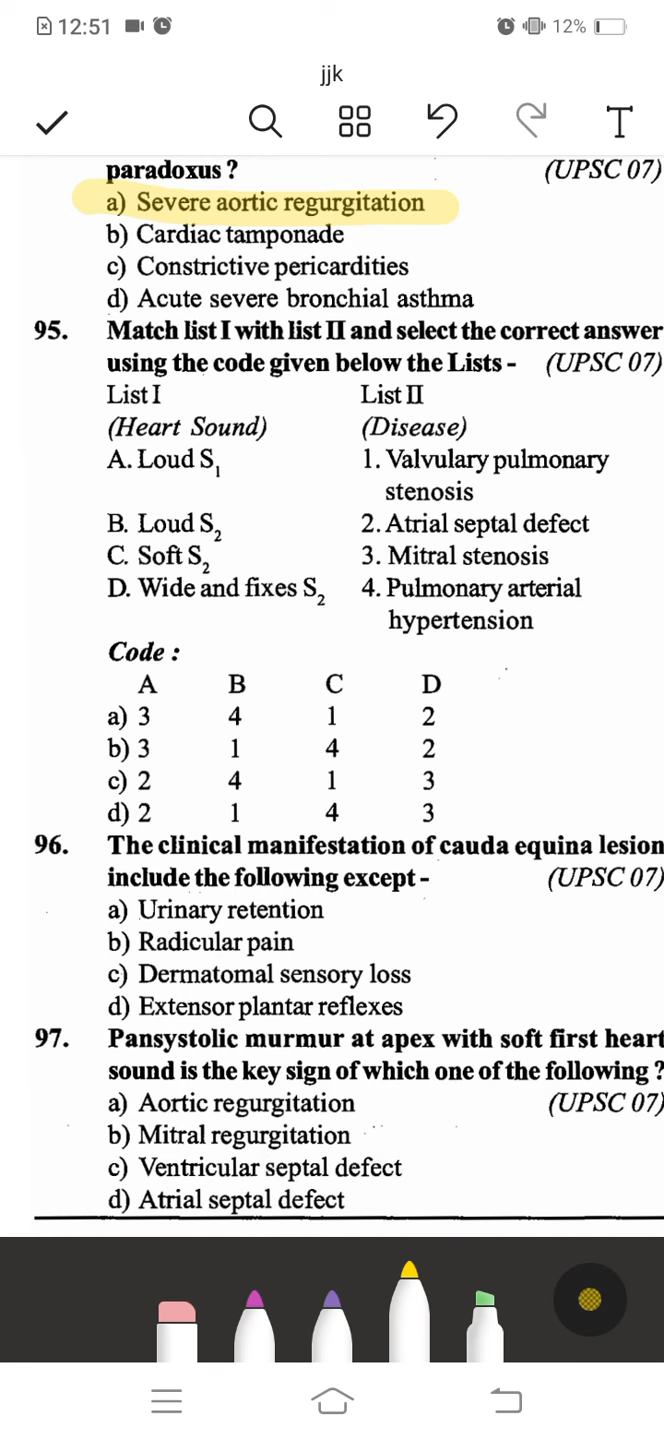 12:51
12%
jjk
T
paradoxus ? (UPSC 07)
a) Severe aortic regurgitation
b) Cardiac tamponade
c) Constrictive pericardities
d) Acute severe bronchial asthma
95. Match list I with list II and select the correct answer
using the code given below the Lists - (UPSC 07)
List I List II
(Heart Sound) (Disease)
A. Loud S1 1. Valvulary pulmonary
stenosis
B. Loud S2 2. Atrial septal defect
C. Soft S2 3. Mitral stenosis
D. Wide and fixes S2 4. Pulmonary arterial
hypertension
Code :
A B C D
a) 3 4 1 2
b) 3 1 4 2
c) 2 4 1 3
d) 2 1 4 3
96. The clinical manifestation of cauda equina lesion
include the following except - (UPSC 07)
a) Urinary retention
b) Radicular pain
c) Dermatomal sensory loss
d) Extensor plantar reflexes
97. Pansystolic murmur at apex with soft first heart
sound is the key sign of which one of the following ?
a) Aortic regurgitation (UPSC 07)
b) Mitral regurgitation
c) Ventricular septal defect
d) Atrial septal defect